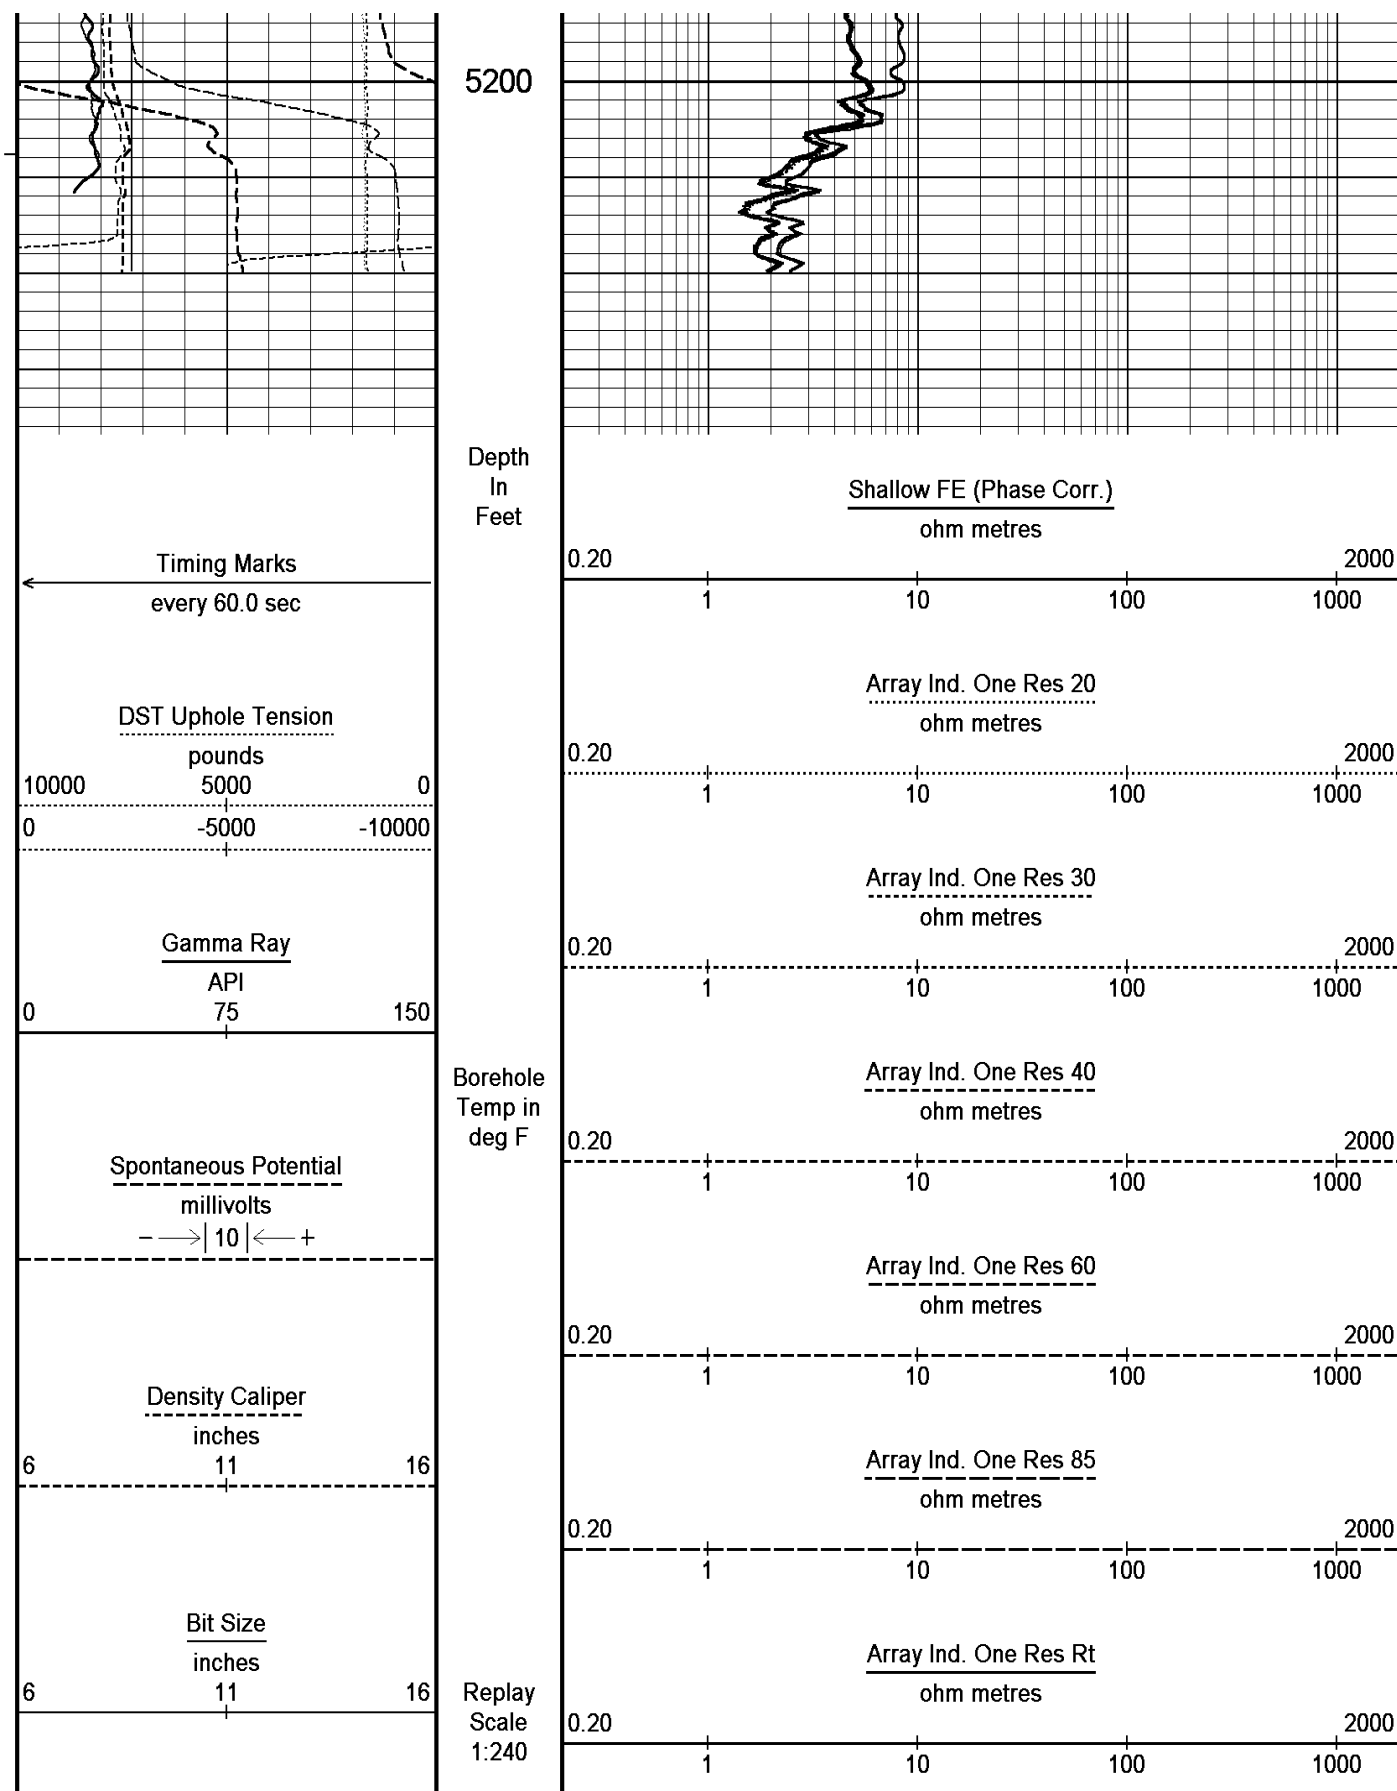 5200
Depth
In
Feet
Timing Marks
every 60.0 sec
DST Uphole Tension
pounds
10000 5000 0
0 -5000 -10000
Gamma Ray
API
0 75 150
Spontaneous Potential
millivolts
− 10 +
Density Caliper
inches
6 11 16
Bit Size
inches
6 11 16
Borehole
Temp in
deg F
Replay
Scale
1:240
Shallow FE (Phase Corr.)
ohm metres
0.20 2000
1 10 100 1000
Array Ind. One Res 20
ohm metres
0.20 2000
1 10 100 1000
Array Ind. One Res 30
ohm metres
0.20 2000
1 10 100 1000
Array Ind. One Res 40
ohm metres
0.20 2000
1 10 100 1000
Array Ind. One Res 60
ohm metres
0.20 2000
1 10 100 1000
Array Ind. One Res 85
ohm metres
0.20 2000
1 10 100 1000
Array Ind. One Res Rt
ohm metres
0.20 2000
1 10 100 1000